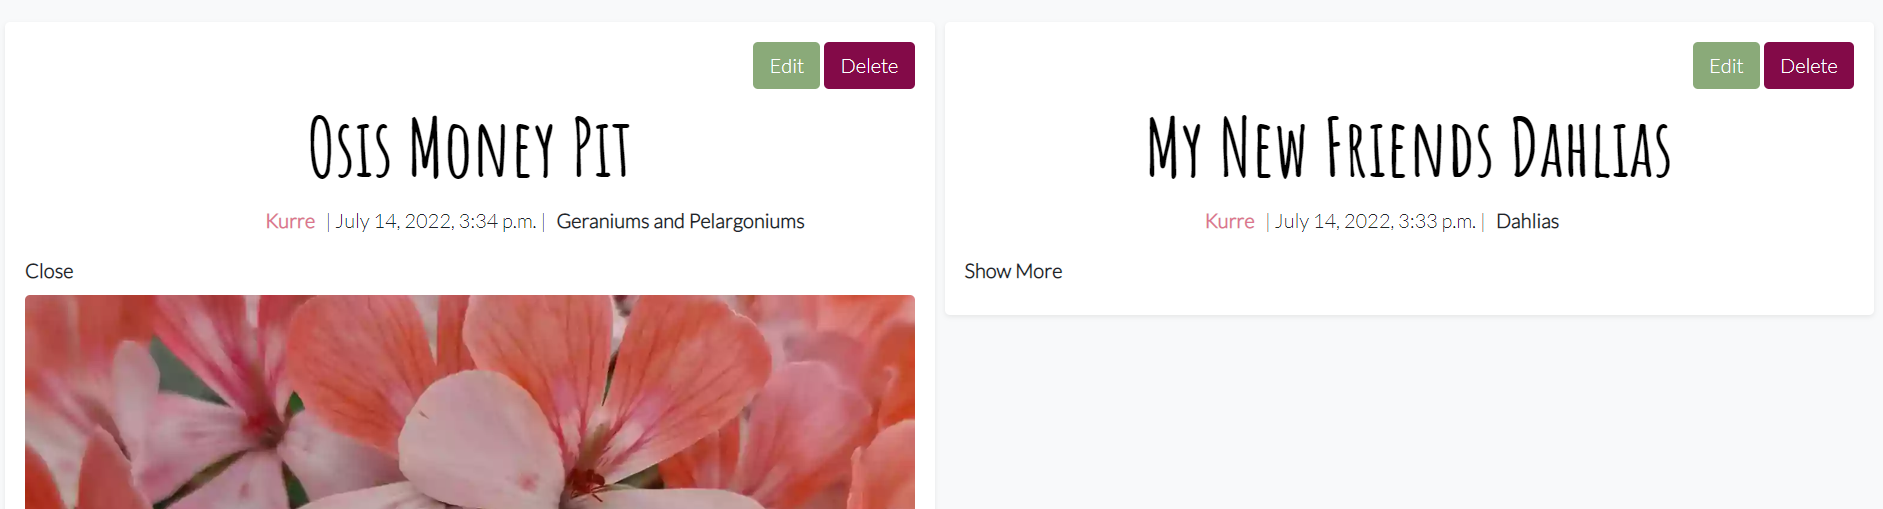 Edit Delete
Osis Money Pit
Kurre | July 14, 2022, 3:34 p.m. | Geraniums and Pelargoniums
Close
Edit Delete
My New Friends Dahlias
Kurre | July 14, 2022, 3:33 p.m. | Dahlias
Show More